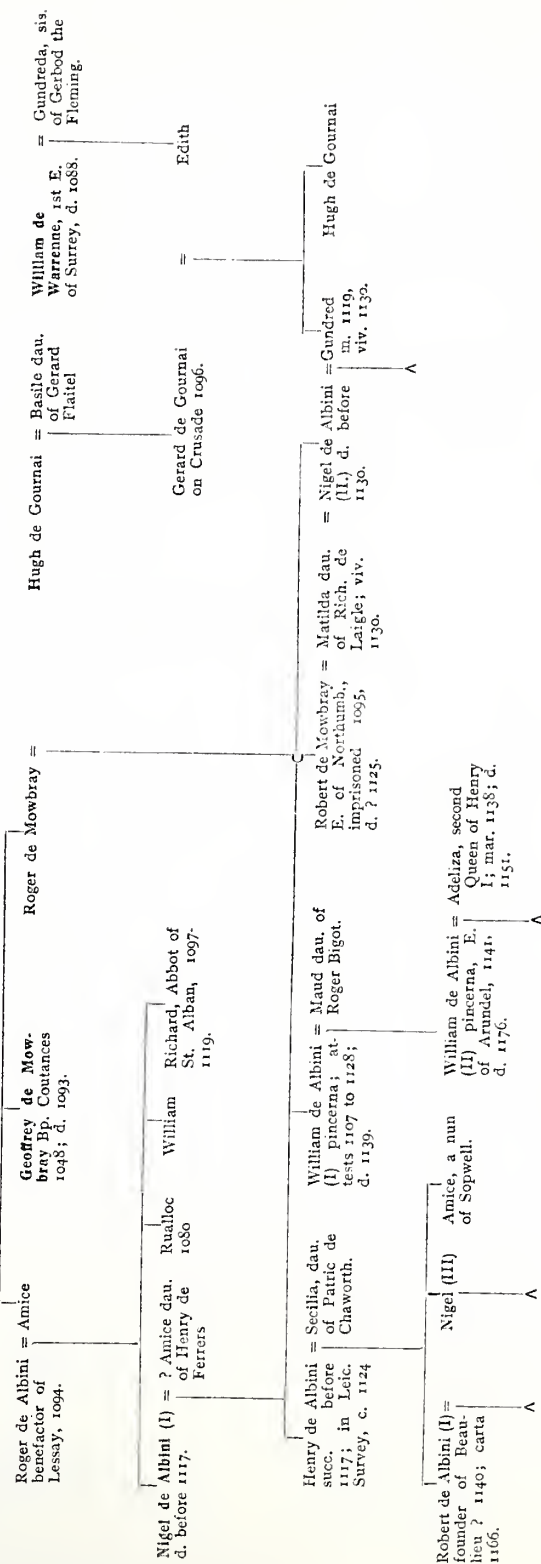 Roger de Albini = Amice
benefactor of
Lessay, 1094.
Geoffrey de Mow-
bray Bp. Coutances
1048; d. 1093.
Roger de Mowbray =
Hugh de Gournai = Basile dau.
of Gerard
Flaitel
William de
Warrenne, 1st E.
of Surrey, d. 1088.
= Gundreda, sis.
of Gerbod the
Fleming.
Nigel de Albini (I) = ? Amice dau.
d. before 1117. of Henry de
Ferrers
Rualloc
1080
William
Richard, Abbot of
St. Alban, 1097-
1119.
Gerard de Gournai
on Crusade 1096.
=
Edith
Henry de Albini = Secilia, dau.
succ. before of Patric de
1117; in Leic. Chaworth.
Survey, c. 1124
William de Albini = Maud dau. of
(I) pincerna; at- Roger Bigot.
tests 1107 to 1128;
d. 1139.
Robert de Mowbray = Matilda dau.
E. of Northumb., of Rich. de
imprisoned 1095, Laigle; viv.
d. ? 1125. 1130.
= Nigel de Albini = Gundred
(II.) d. before m. 1119,
1130. viv. 1130.
Hugh de Gournai
Robert de Albini (I) =
founder of Beau-
lieu ? 1140; carta
1166.
Nigel (III)
Amice, a nun
of Sopwell.
William de Albini = Adeliza, second
(II) pincerna, E. Queen of Henry
of Arundel, 1141, I; mar. 1138; d.
d. 1176. 1151.